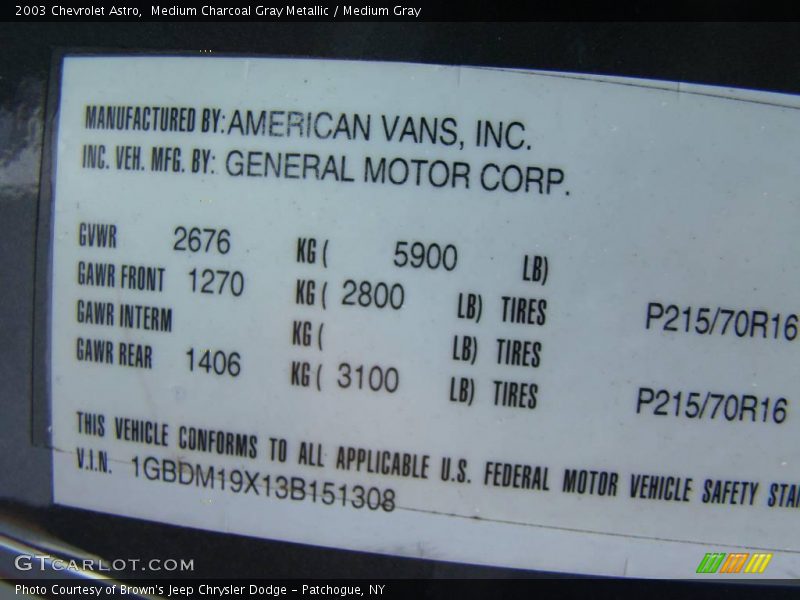 2003 Chevrolet Astro,  Medium Charcoal Gray Metallic / Medium Gray
MANUFACTURED BY: AMERICAN VANS, INC.
INC. VEH. MFG. BY: GENERAL MOTOR CORP.
GVWR 2676 KG ( 5900 LB)
GAWR FRONT 1270 KG ( 2800 LB) TIRES P215/70R16
GAWR INTERM KG ( LB) TIRES
GAWR REAR 1406 KG ( 3100 LB) TIRES P215/70R16
THIS VEHICLE CONFORMS TO ALL APPLICABLE U.S. FEDERAL MOTOR VEHICLE SAFETY STAN
V.I.N. 1GBDM19X13B151308
GTCARLOT.COM
Photo Courtesy of Brown's Jeep Chrysler Dodge - Patchogue, NY